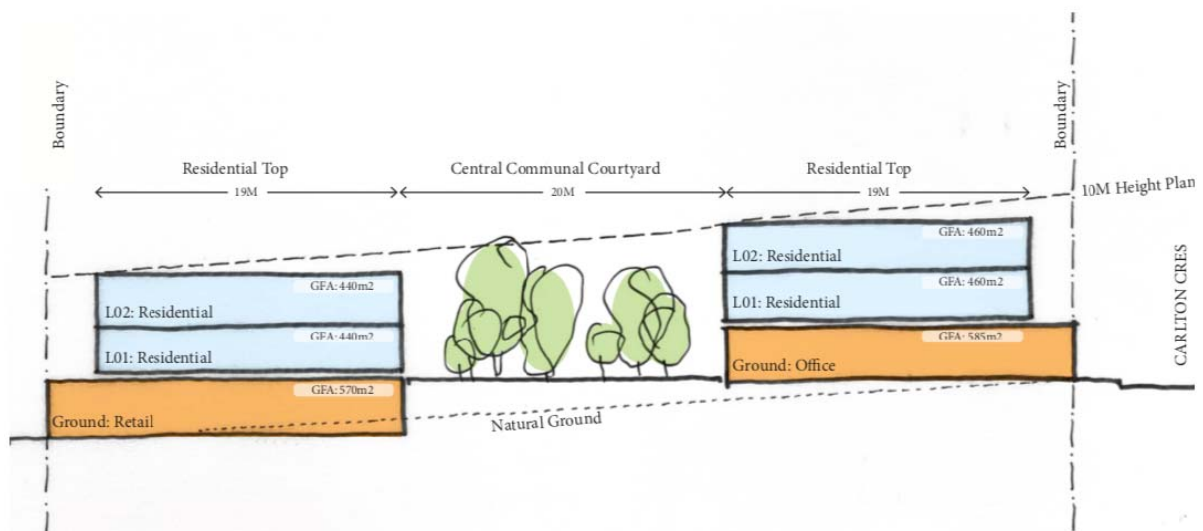 Boundary
Boundary
Residential Top
Central Communal Courtyard
Residential Top
19M
20M
19M
10M Height Plan
GFA: 460m2
L02: Residential
GFA: 460m2
L01: Residential
GFA: 440m2
L02: Residential
GFA: 440m2
L01: Residential
GFA: 585m2
Ground: Office
GFA: 570m2
Ground: Retail
Natural Ground
CARLTON CRES